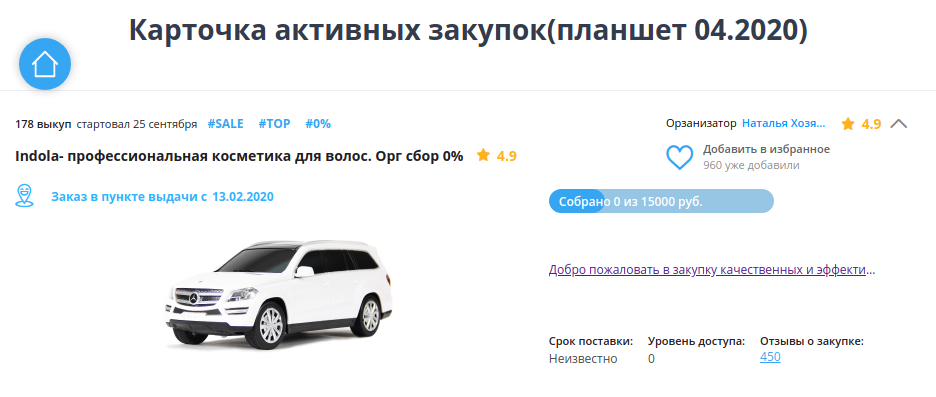 Карточка активных закупок(планшет 04.2020)
178 выкуп стартовал 25 сентября #SALE #TOP #0%
Орзанизатор Наталья Хозя... 4.9
Indola- профессиональная косметика для волос. Орг сбор 0% 4.9
Добавить в избранное
960 уже добавили
Заказ в пункте выдачи с 13.02.2020
Собрано 0 из 15000 руб.
Добро пожаловать в закупку качественных и эффекти...
Срок поставки: Уровень доступа: Отзывы о закупке:
Неизвестно 0 450